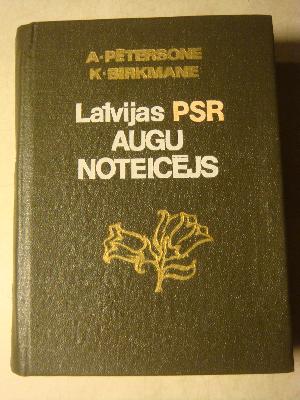 A·PĒTERSONE
K·BIRKMANE
Latvijas PSR
AUGU
NOTEICĒJS